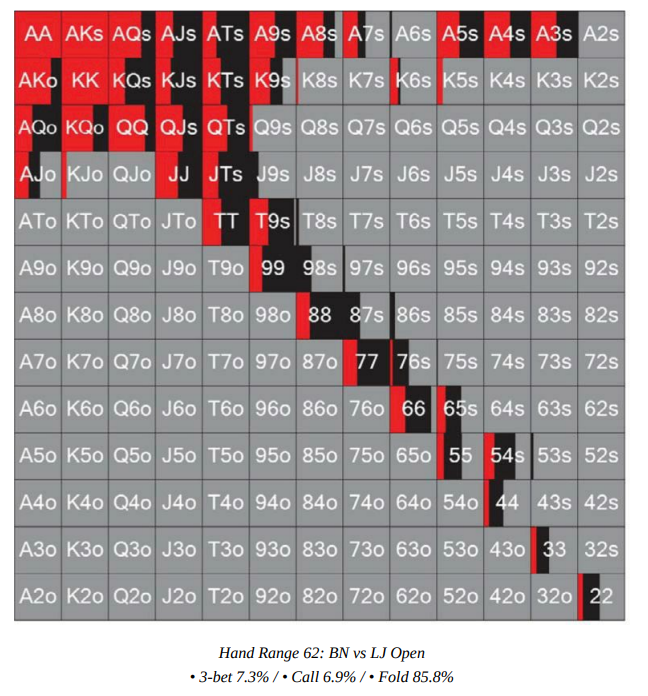 AA AKs AQs AJs ATs A9s A8s A7s A6s A5s A4s A3s A2s
AKo KK KQs KJs KTs K9s K8s K7s K6s K5s K4s K3s K2s
AQo KQo QQ QJs QTs Q9s Q8s Q7s Q6s Q5s Q4s Q3s Q2s
AJo KJo QJo JJ JTs J9s J8s J7s J6s J5s J4s J3s J2s
ATo KTo QTo JTo TT T9s T8s T7s T6s T5s T4s T3s T2s
A9o K9o Q9o J9o T9o 99 98s 97s 96s 95s 94s 93s 92s
A8o K8o Q8o J8o T8o 98o 88 87s 86s 85s 84s 83s 82s
A7o K7o Q7o J7o T7o 97o 87o 77 76s 75s 74s 73s 72s
A6o K6o Q6o J6o T6o 96o 86o 76o 66 65s 64s 63s 62s
A5o K5o Q5o J5o T5o 95o 85o 75o 65o 55 54s 53s 52s
A4o K4o Q4o J4o T4o 94o 84o 74o 64o 54o 44 43s 42s
A3o K3o Q3o J3o T3o 93o 83o 73o 63o 53o 43o 33 32s
A2o K2o Q2o J2o T2o 92o 82o 72o 62o 52o 42o 32o 22
Hand Range 62: BN vs LJ Open
• 3-bet 7.3% / • Call 6.9% / • Fold 85.8%